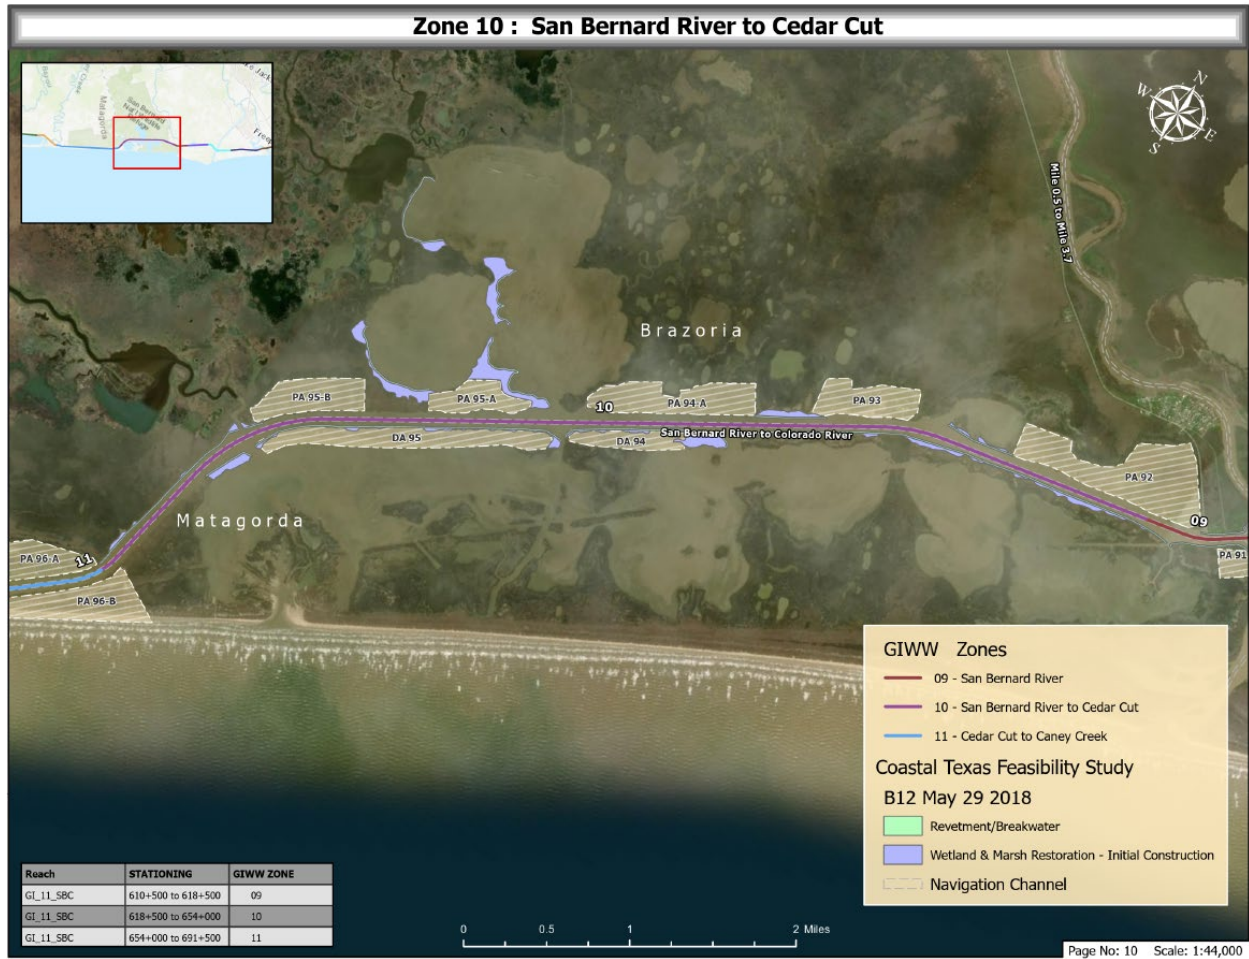 Zone 10 : San Bernard River to Cedar Cut
Matagorda
San Bernard
Nat'l Wildlife
Refuge
N
W
E
S
Mile 0.5 to Mile 3.7
Brazoria
PA 95-B
PA 95-A
10
PA 94-A
PA 93
San Bernard River to Colorado River
DA 95
DA 94
PA 92
Matagorda
09
PA 96-A
11
PA 91
PA 96-B
GIWW Zones
09 - San Bernard River
10 - San Bernard River to Cedar Cut
11 - Cedar Cut to Caney Creek
Coastal Texas Feasibility Study
B12 May 29 2018
Revetment/Breakwater
Wetland & Marsh Restoration - Initial Construction
Navigation Channel
Reach STATIONING GIWW ZONE
GI_11_SBC 610+500 to 618+500 09
GI_11_SBC 618+500 to 654+000 10
GI_11_SBC 654+000 to 691+500 11
0 0.5 1 2 Miles
Page No: 10 Scale: 1:44,000